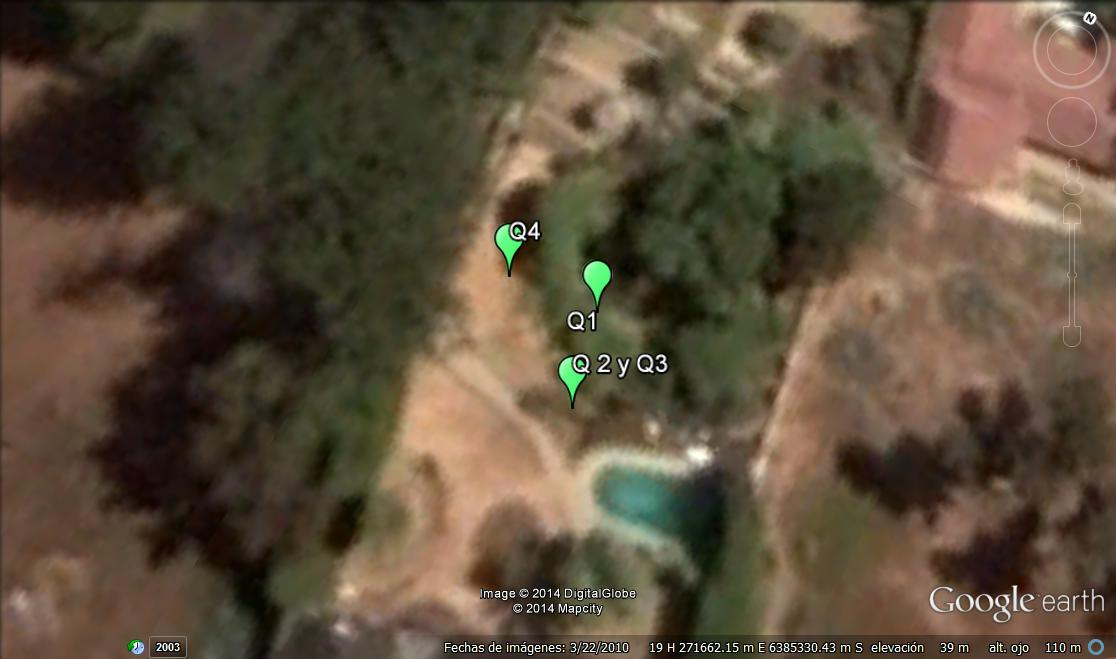 N
Q4
Q1
Q 2 y Q3
Image © 2014 DigitalGlobe
© 2014 Mapcity
Google earth
2003
Fechas de imágenes: 3/22/2010 19 H 271662.15 m E 6385330.43 m S elevación 39 m alt. ojo 110 m